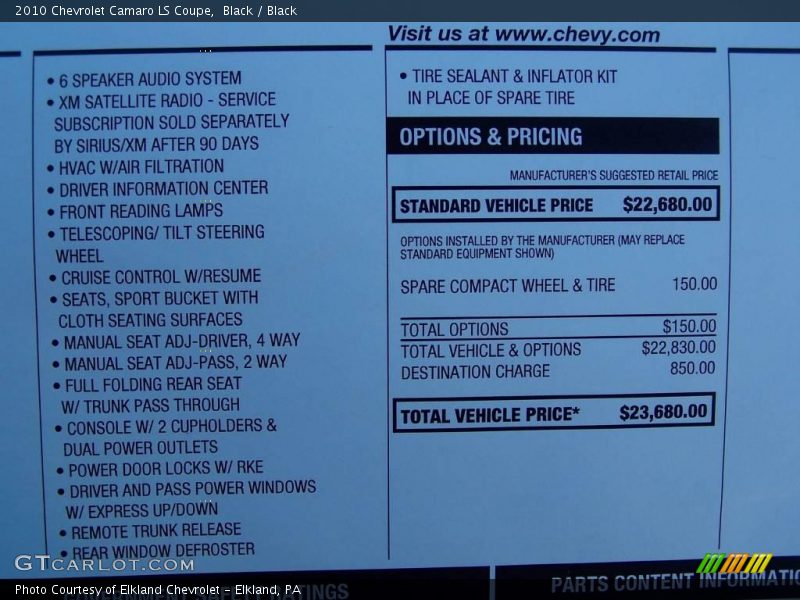 2010 Chevrolet Camaro LS Coupe,  Black / Black
Visit us at www.chevy.com
• 6 SPEAKER AUDIO SYSTEM
• XM SATELLITE RADIO - SERVICE
SUBSCRIPTION SOLD SEPARATELY
BY SIRIUS/XM AFTER 90 DAYS
• HVAC W/AIR FILTRATION
• DRIVER INFORMATION CENTER
• FRONT READING LAMPS
• TELESCOPING/ TILT STEERING
WHEEL
• CRUISE CONTROL W/RESUME
• SEATS, SPORT BUCKET WITH
CLOTH SEATING SURFACES
• MANUAL SEAT ADJ-DRIVER, 4 WAY
• MANUAL SEAT ADJ-PASS, 2 WAY
• FULL FOLDING REAR SEAT
W/ TRUNK PASS THROUGH
• CONSOLE W/ 2 CUPHOLDERS &
DUAL POWER OUTLETS
• POWER DOOR LOCKS W/ RKE
• DRIVER AND PASS POWER WINDOWS
W/ EXPRESS UP/DOWN
• REMOTE TRUNK RELEASE
• REAR WINDOW DEFROSTER
• TIRE SEALANT & INFLATOR KIT
IN PLACE OF SPARE TIRE
OPTIONS & PRICING
MANUFACTURER'S SUGGESTED RETAIL PRICE
STANDARD VEHICLE PRICE $22,680.00
OPTIONS INSTALLED BY THE MANUFACTURER (MAY REPLACE
STANDARD EQUIPMENT SHOWN)
SPARE COMPACT WHEEL & TIRE 150.00
TOTAL OPTIONS $150.00
TOTAL VEHICLE & OPTIONS $22,830.00
DESTINATION CHARGE 850.00
TOTAL VEHICLE PRICE* $23,680.00
GTCARLOT.COM
Photo Courtesy of Elkland Chevrolet - Elkland, PA
RATINGS
PARTS CONTENT INFORMATIO